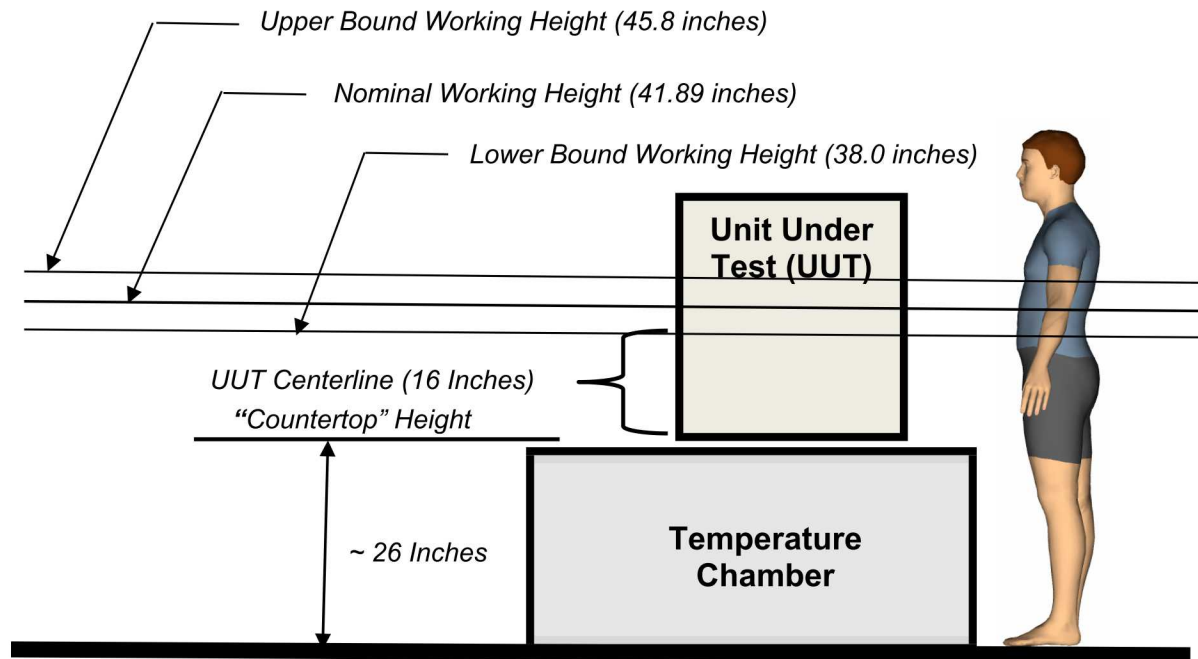 Upper Bound Working Height (45.8 inches)
Nominal Working Height (41.89 inches)
Lower Bound Working Height (38.0 inches)
Unit Under
Test (UUT)
UUT Centerline (16 Inches)
“Countertop” Height
~ 26 Inches
Temperature
Chamber